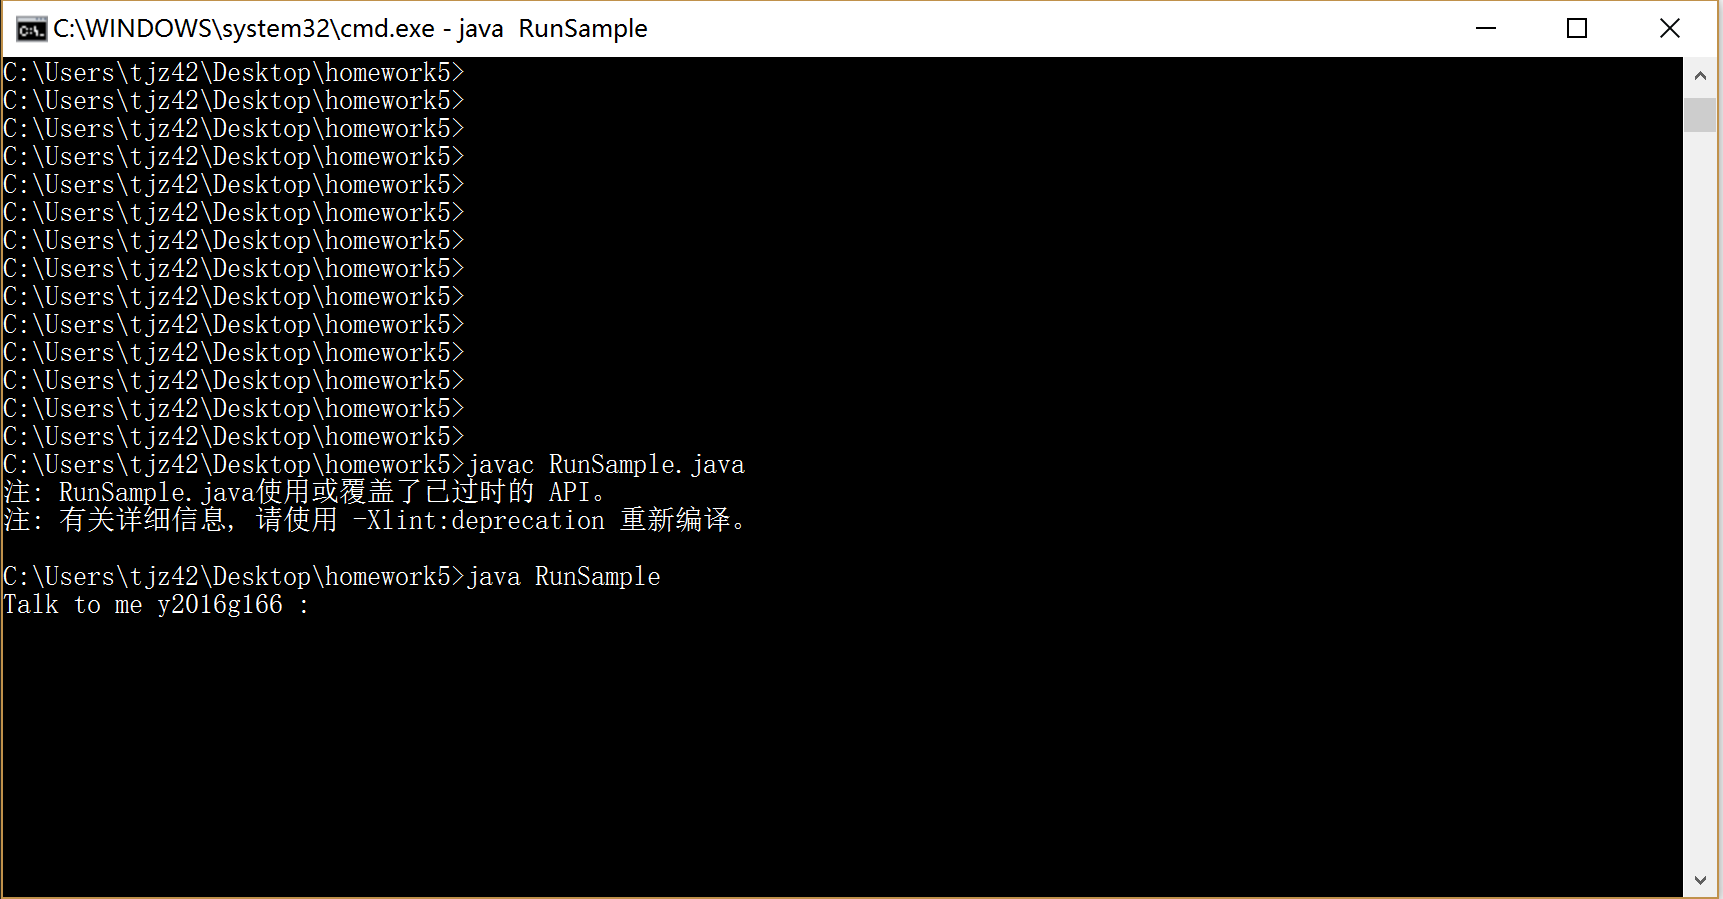 C:\WINDOWS\system32\cmd.exe - java  RunSample
C:\Users\tjz42\Desktop\homework5>
C:\Users\tjz42\Desktop\homework5>
C:\Users\tjz42\Desktop\homework5>
C:\Users\tjz42\Desktop\homework5>
C:\Users\tjz42\Desktop\homework5>
C:\Users\tjz42\Desktop\homework5>
C:\Users\tjz42\Desktop\homework5>
C:\Users\tjz42\Desktop\homework5>
C:\Users\tjz42\Desktop\homework5>
C:\Users\tjz42\Desktop\homework5>
C:\Users\tjz42\Desktop\homework5>
C:\Users\tjz42\Desktop\homework5>
C:\Users\tjz42\Desktop\homework5>
C:\Users\tjz42\Desktop\homework5>
C:\Users\tjz42\Desktop\homework5>javac RunSample.java
注: RunSample.java使用或覆盖了已过时的 API。
注: 有关详细信息, 请使用 -Xlint:deprecation 重新编译。
C:\Users\tjz42\Desktop\homework5>java RunSample
Talk to me y2016g166 :